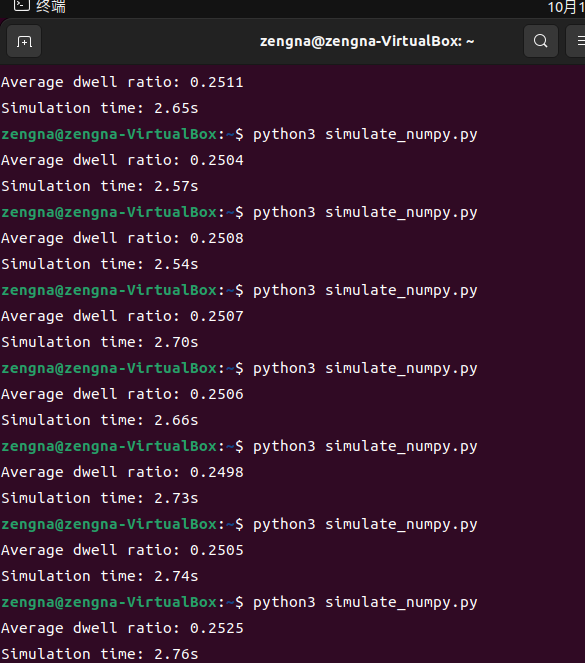 终端
10月1
zengna@zengna-VirtualBox: ~
Average dwell ratio: 0.2511
Simulation time: 2.65s
zengna@zengna-VirtualBox:~$ python3 simulate_numpy.py
Average dwell ratio: 0.2504
Simulation time: 2.57s
zengna@zengna-VirtualBox:~$ python3 simulate_numpy.py
Average dwell ratio: 0.2508
Simulation time: 2.54s
zengna@zengna-VirtualBox:~$ python3 simulate_numpy.py
Average dwell ratio: 0.2507
Simulation time: 2.70s
zengna@zengna-VirtualBox:~$ python3 simulate_numpy.py
Average dwell ratio: 0.2506
Simulation time: 2.66s
zengna@zengna-VirtualBox:~$ python3 simulate_numpy.py
Average dwell ratio: 0.2498
Simulation time: 2.73s
zengna@zengna-VirtualBox:~$ python3 simulate_numpy.py
Average dwell ratio: 0.2505
Simulation time: 2.74s
zengna@zengna-VirtualBox:~$ python3 simulate_numpy.py
Average dwell ratio: 0.2525
Simulation time: 2.76s